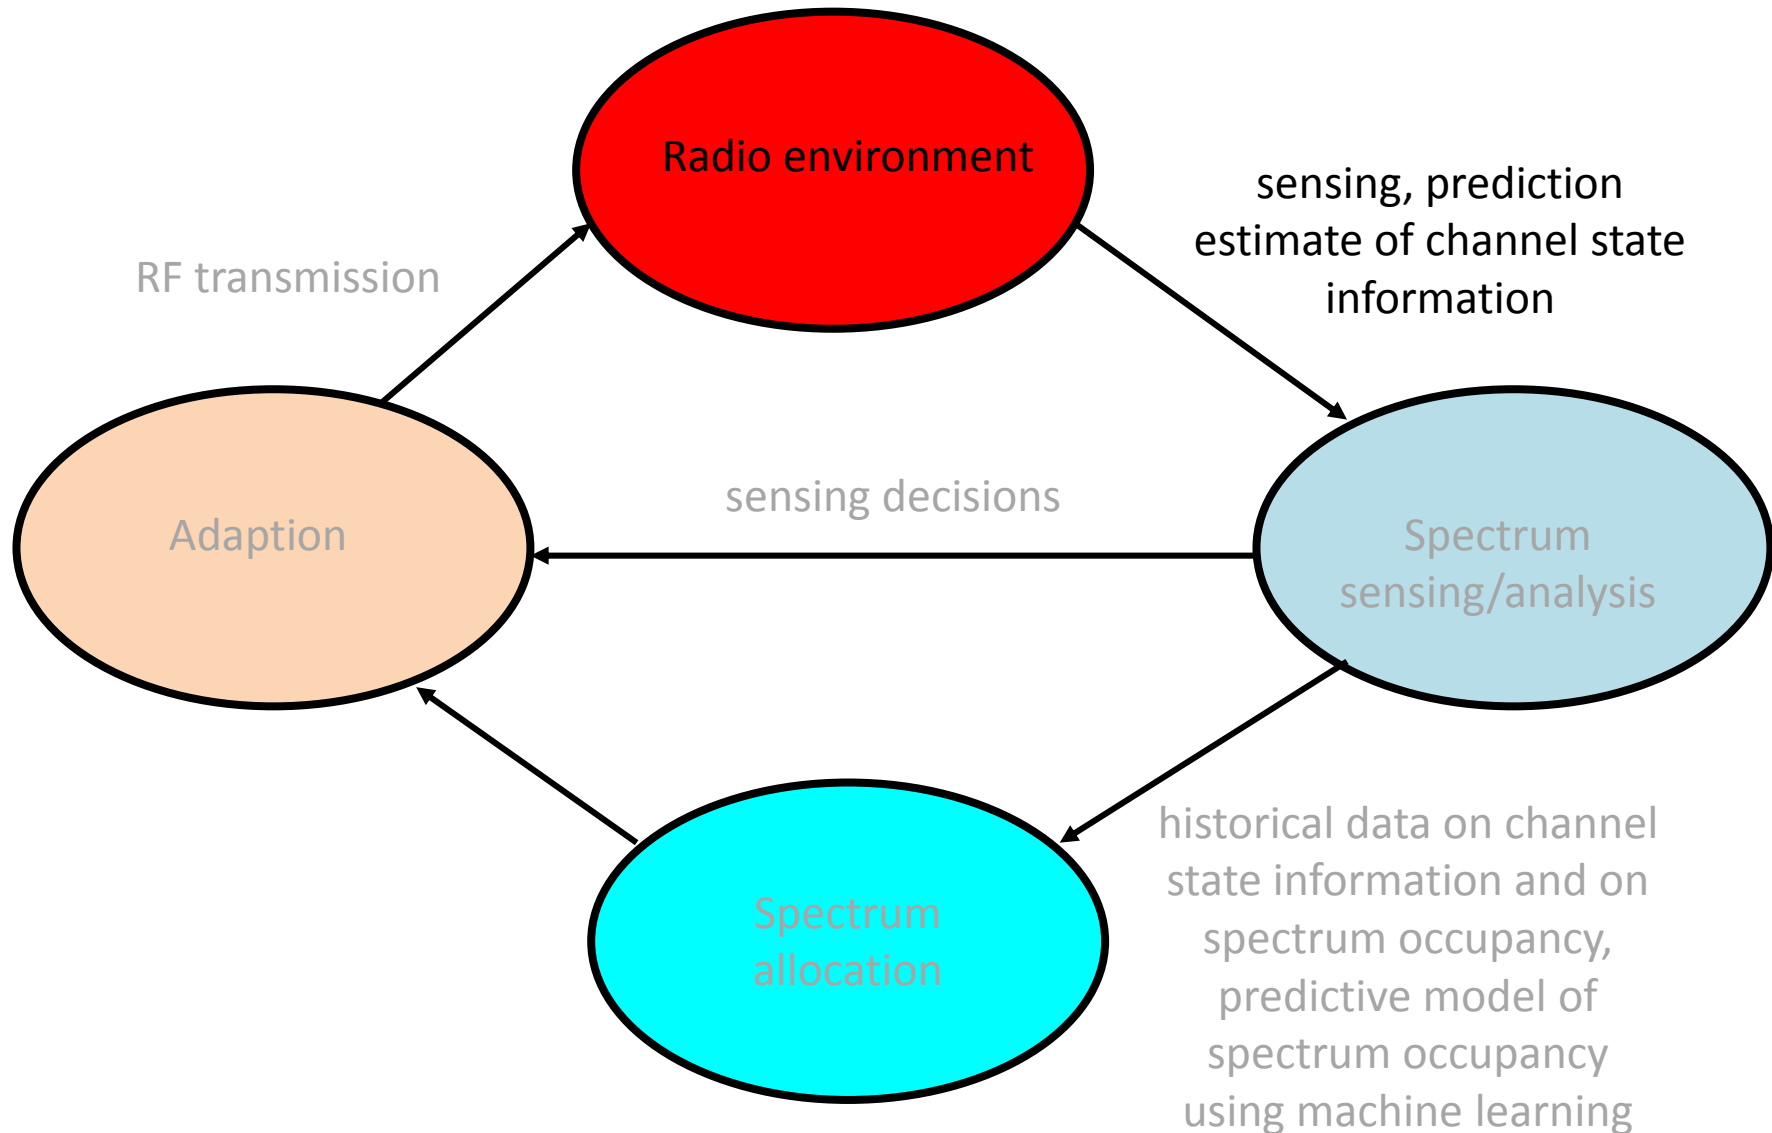 Radio environment
sensing, prediction
estimate of channel state
information
RF transmission
sensing decisions
Adaption
Spectrum
sensing/analysis
Spectrum
allocation
historical data on channel
state information and on
spectrum occupancy,
predictive model of
spectrum occupancy
using machine learning